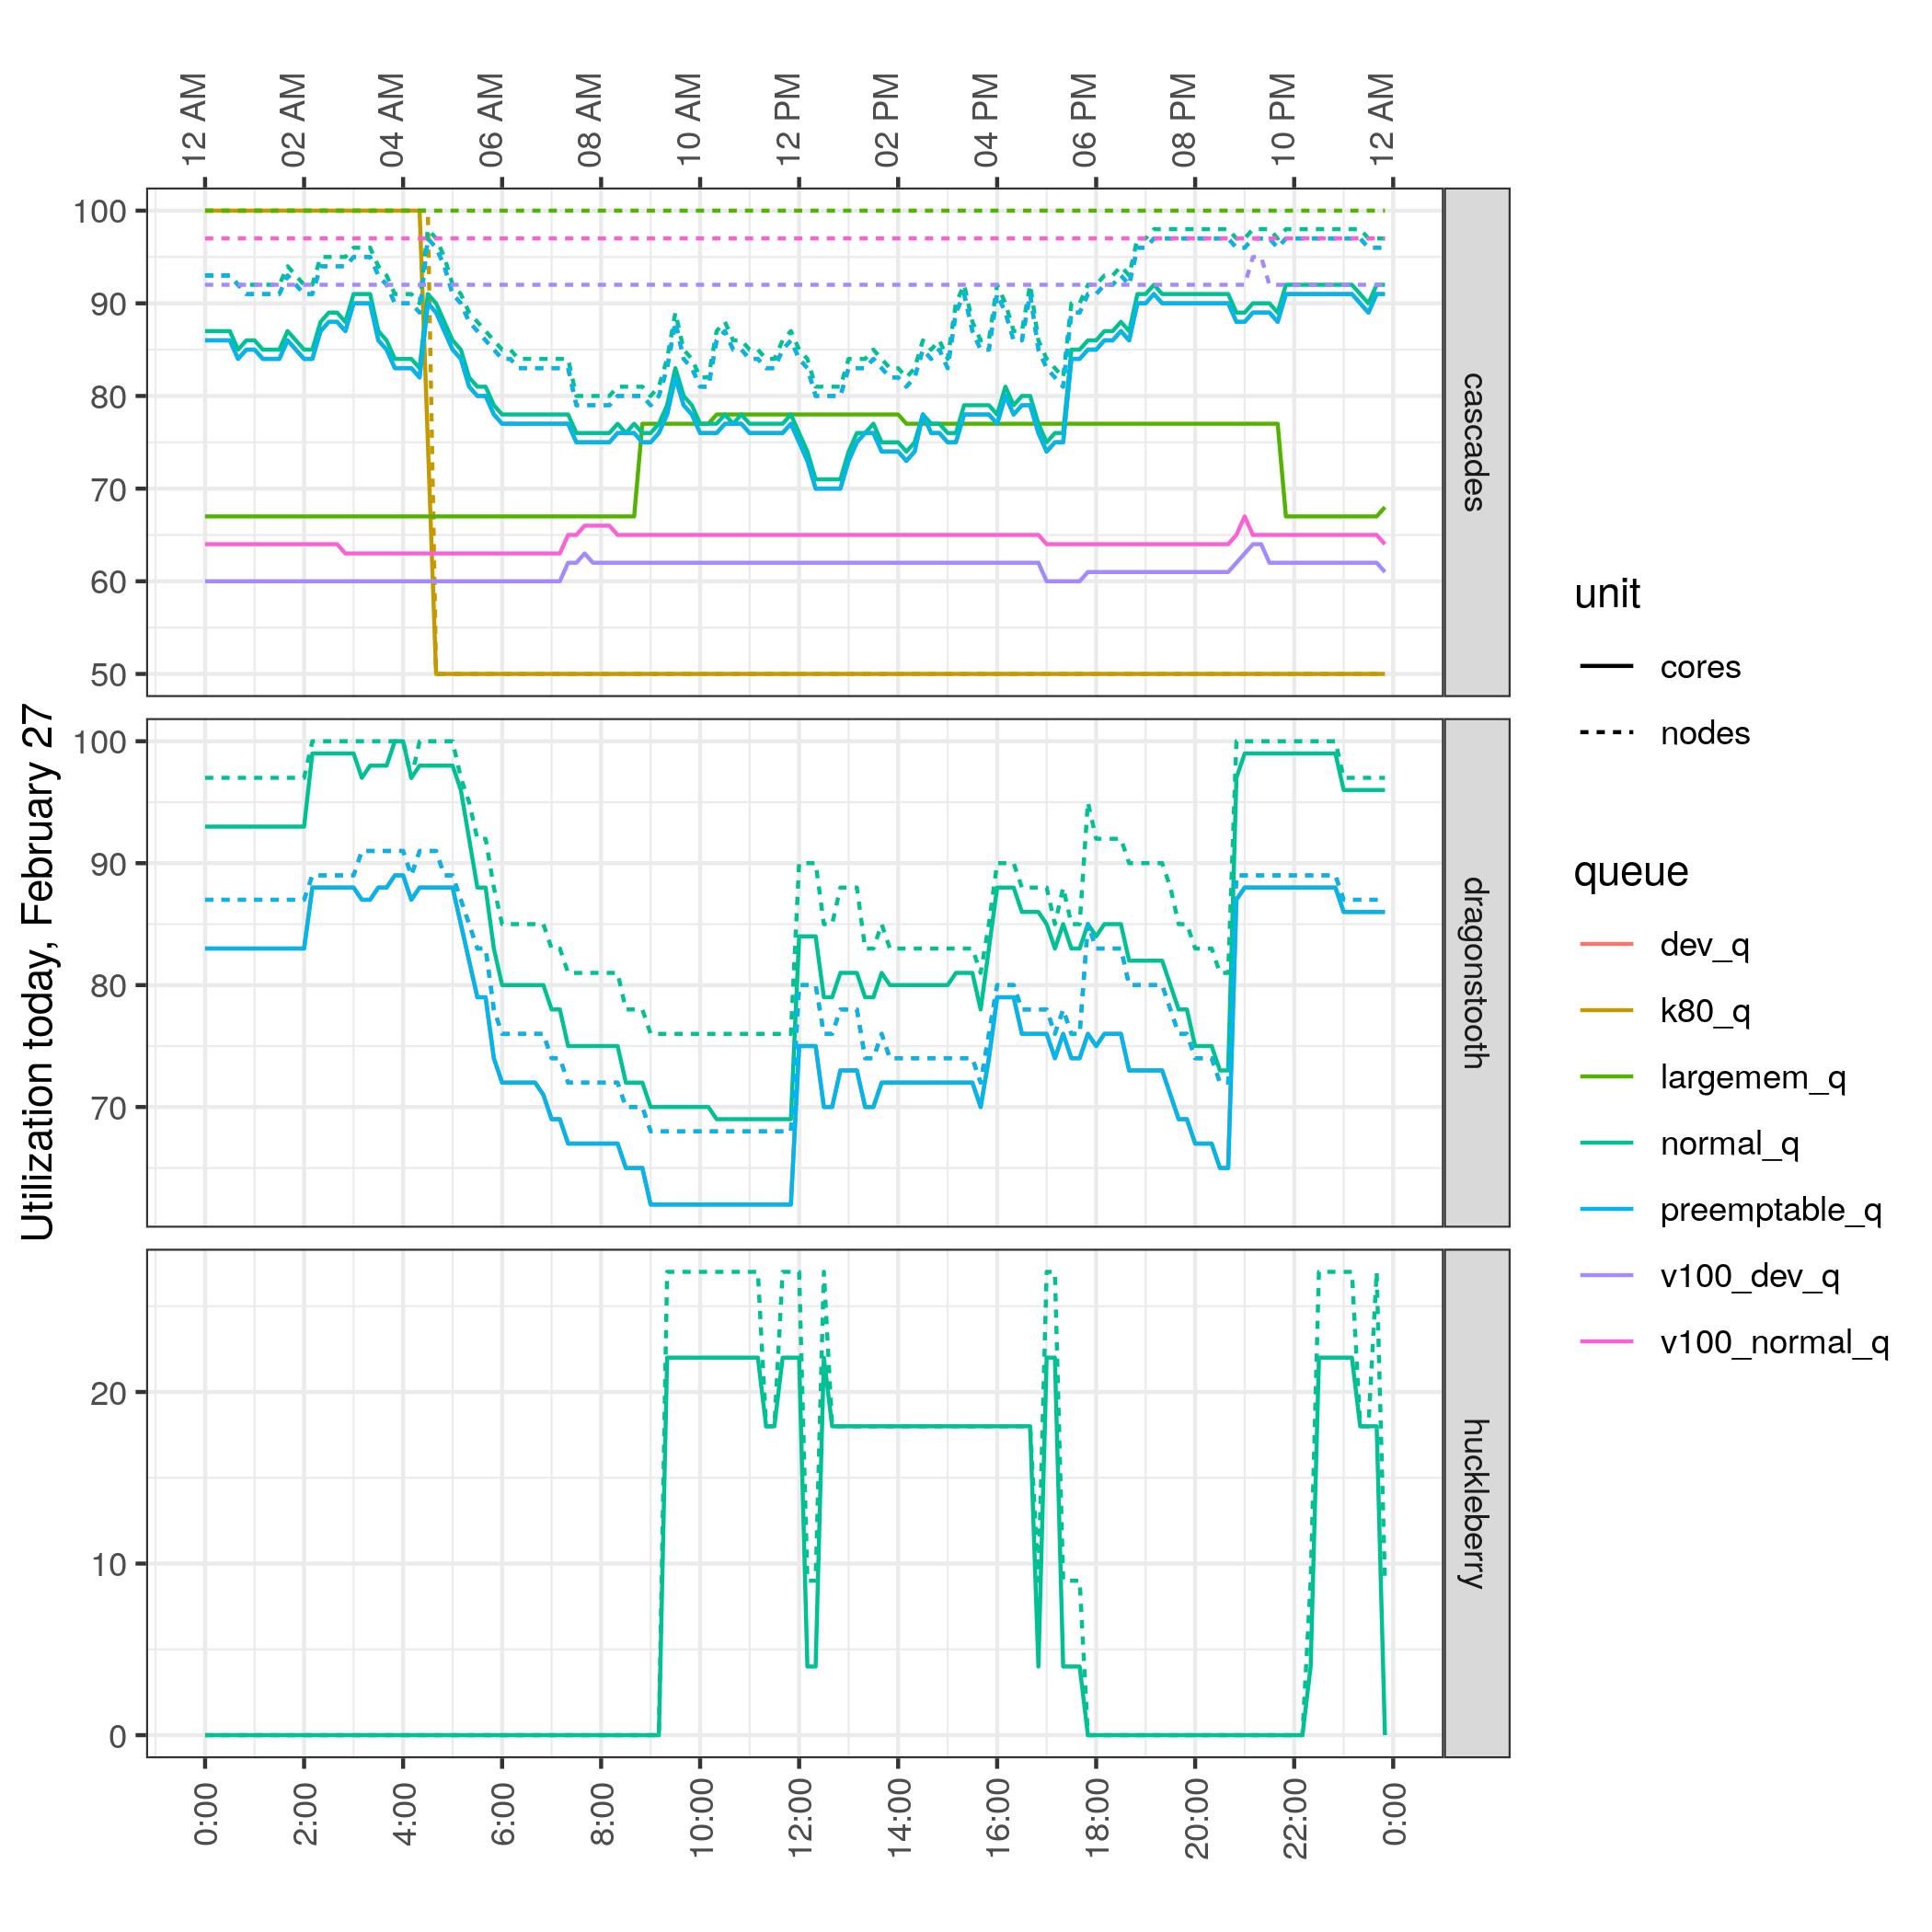 12 AM
02 AM
04 AM
06 AM
08 AM
10 AM
12 PM
02 PM
04 PM
06 PM
08 PM
10 PM
12 AM
Utilization today, February 27
100
90
80
70
60
50
cascades
100
90
80
70
dragonstooth
20
10
0
huckleberry
0:00
2:00
4:00
6:00
8:00
10:00
12:00
14:00
16:00
18:00
20:00
22:00
0:00
unit
cores
nodes
queue
dev_q
k80_q
largemem_q
normal_q
preemptable_q
v100_dev_q
v100_normal_q